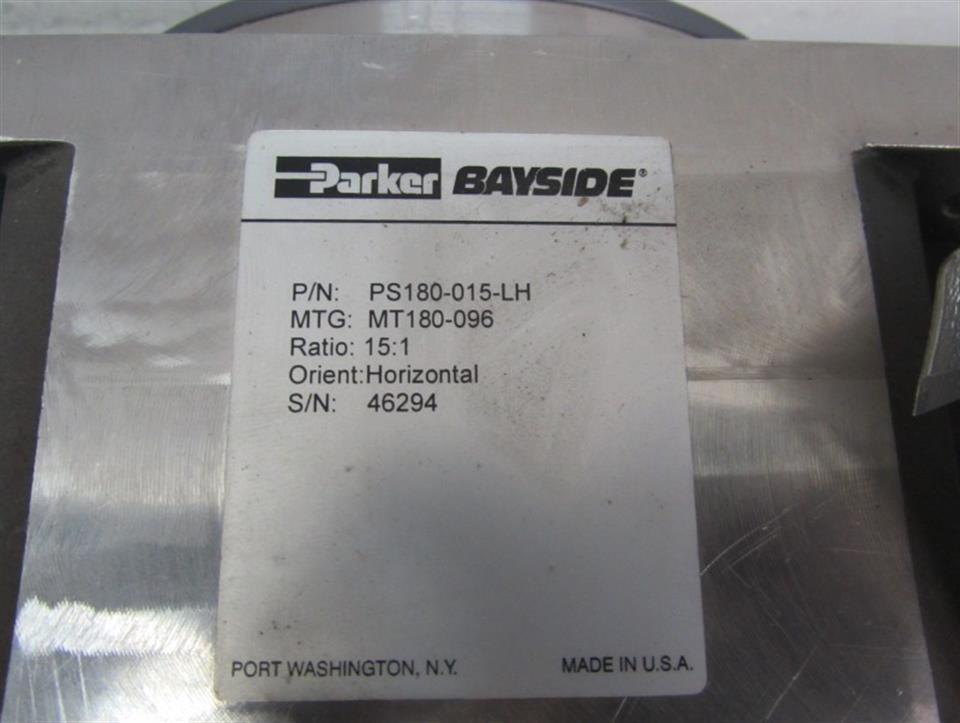 Parker BAYSIDE®
P/N: PS180-015-LH
MTG: MT180-096
Ratio: 15:1
Orient:Horizontal
S/N: 46294
PORT WASHINGTON, N.Y. MADE IN U.S.A.